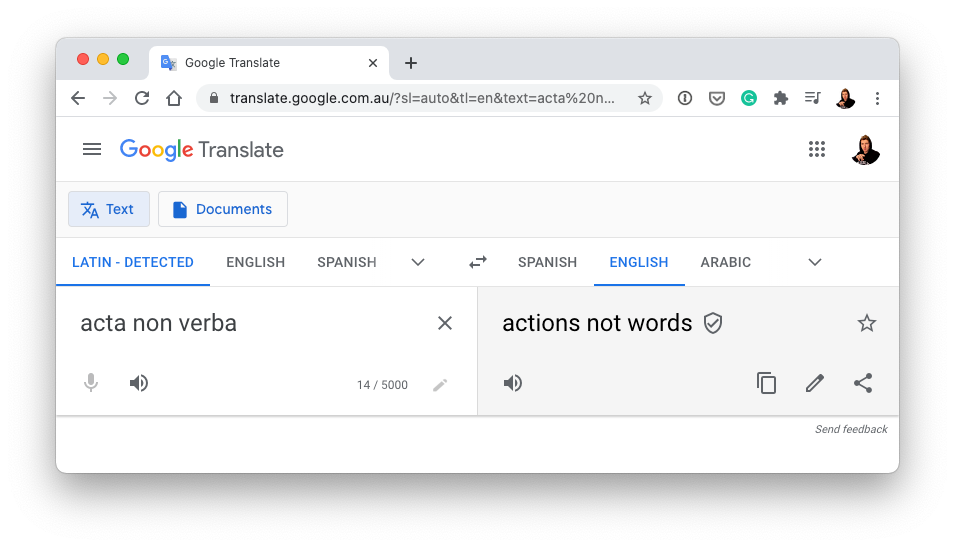 Google Translate
translate.google.com.au/?sl=auto&tl=en&text=acta%20n...
Google Translate
Text Documents
LATIN - DETECTED ENGLISH SPANISH SPANISH ENGLISH ARABIC
acta non verba actions not words
14 / 5000
Send feedback